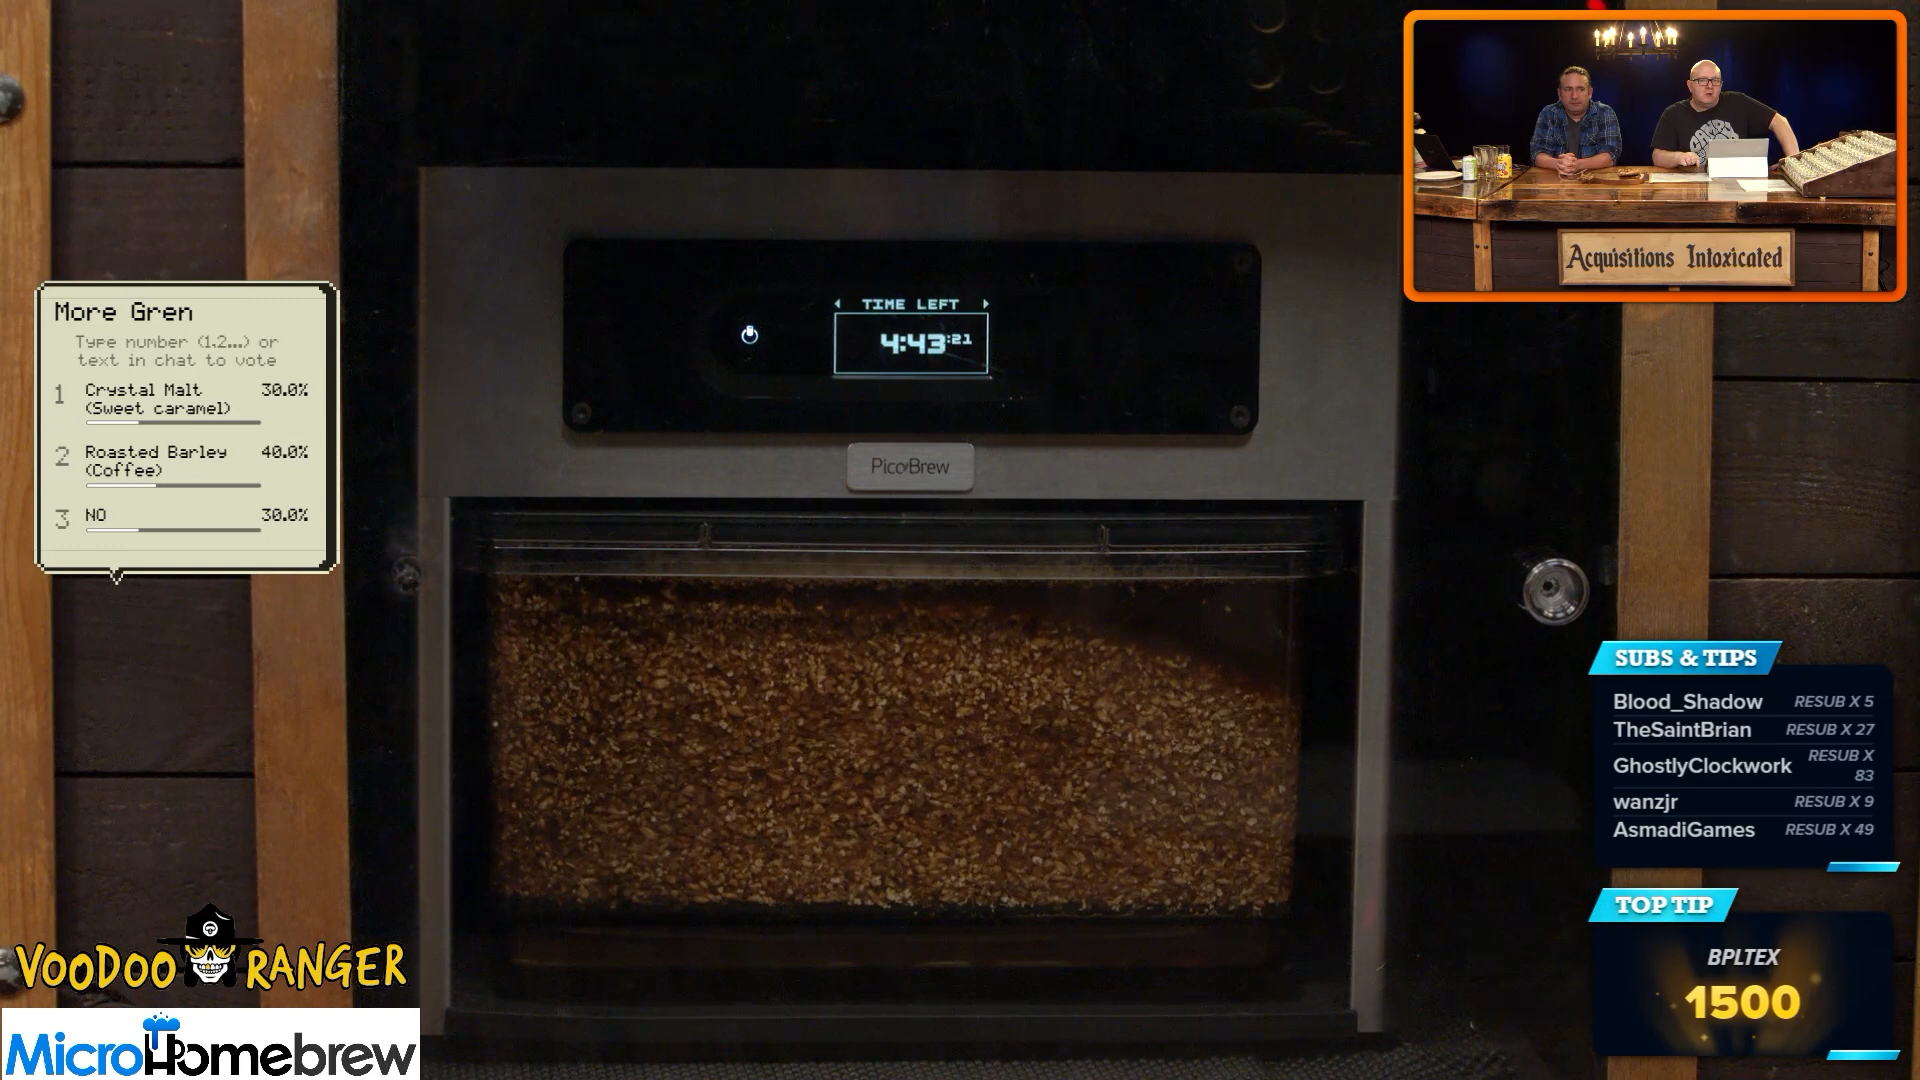 More Gren
Type number (1,2...) or
text in chat to vote
1 Crystal Malt 30.0%
(Sweet caramel)
2 Roasted Barley 40.0%
(Coffee)
3 NO 30.0%
TIME LEFT
4:43:21
PicoBrew
Acquisitions Intoxicated
SUBS & TIPS
Blood_Shadow RESUB X 5
TheSaintBrian RESUB X 27
GhostlyClockwork RESUB X
83
wanzjr RESUB X 9
AsmadiGames RESUB X 49
TOP TIP
BPLTEX
1500
VOODOO RANGER
MicroHomebrew